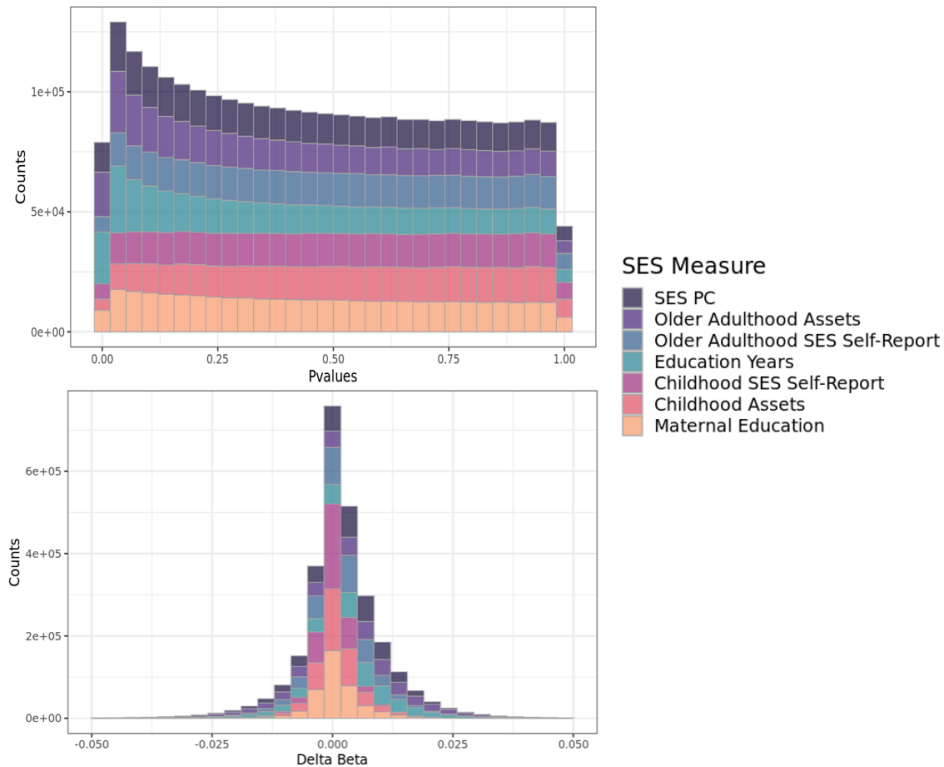 1e+05
5e+04
0e+00
Counts
0.00 0.25 0.50 0.75 1.00
Pvalues
SES Measure
SES PC
Older Adulthood Assets
Older Adulthood SES Self-Report
Education Years
Childhood SES Self-Report
Childhood Assets
Maternal Education
6e+05
4e+05
2e+05
0e+00
Counts
-0.050 -0.025 0.000 0.025 0.050
Delta Beta